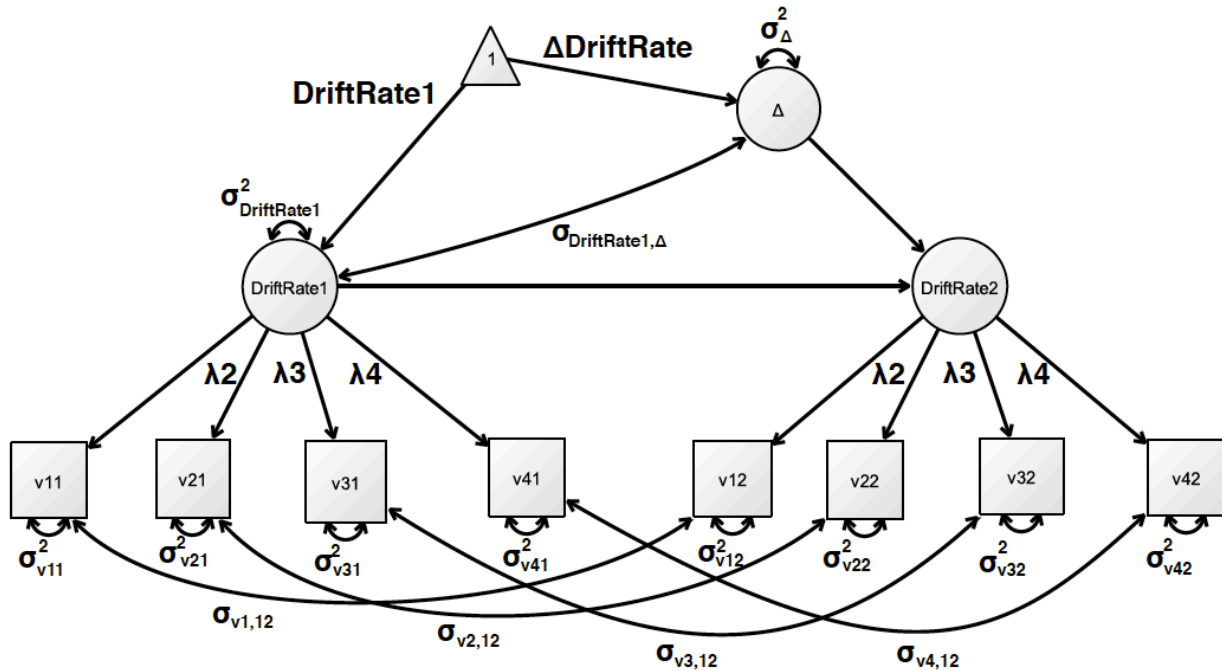 σ²Δ
1
ΔDriftRate
DriftRate1
Δ
σ²DriftRate1
σDriftRate1,Δ
DriftRate1
DriftRate2
λ2
λ3
λ4
λ2
λ3
λ4
v11
v21
v31
v41
v12
v22
v32
v42
σ²v11
σ²v21
σ²v31
σ²v41
σ²v12
σ²v22
σ²v32
σ²v42
σv1,12
σv2,12
σv3,12
σv4,12